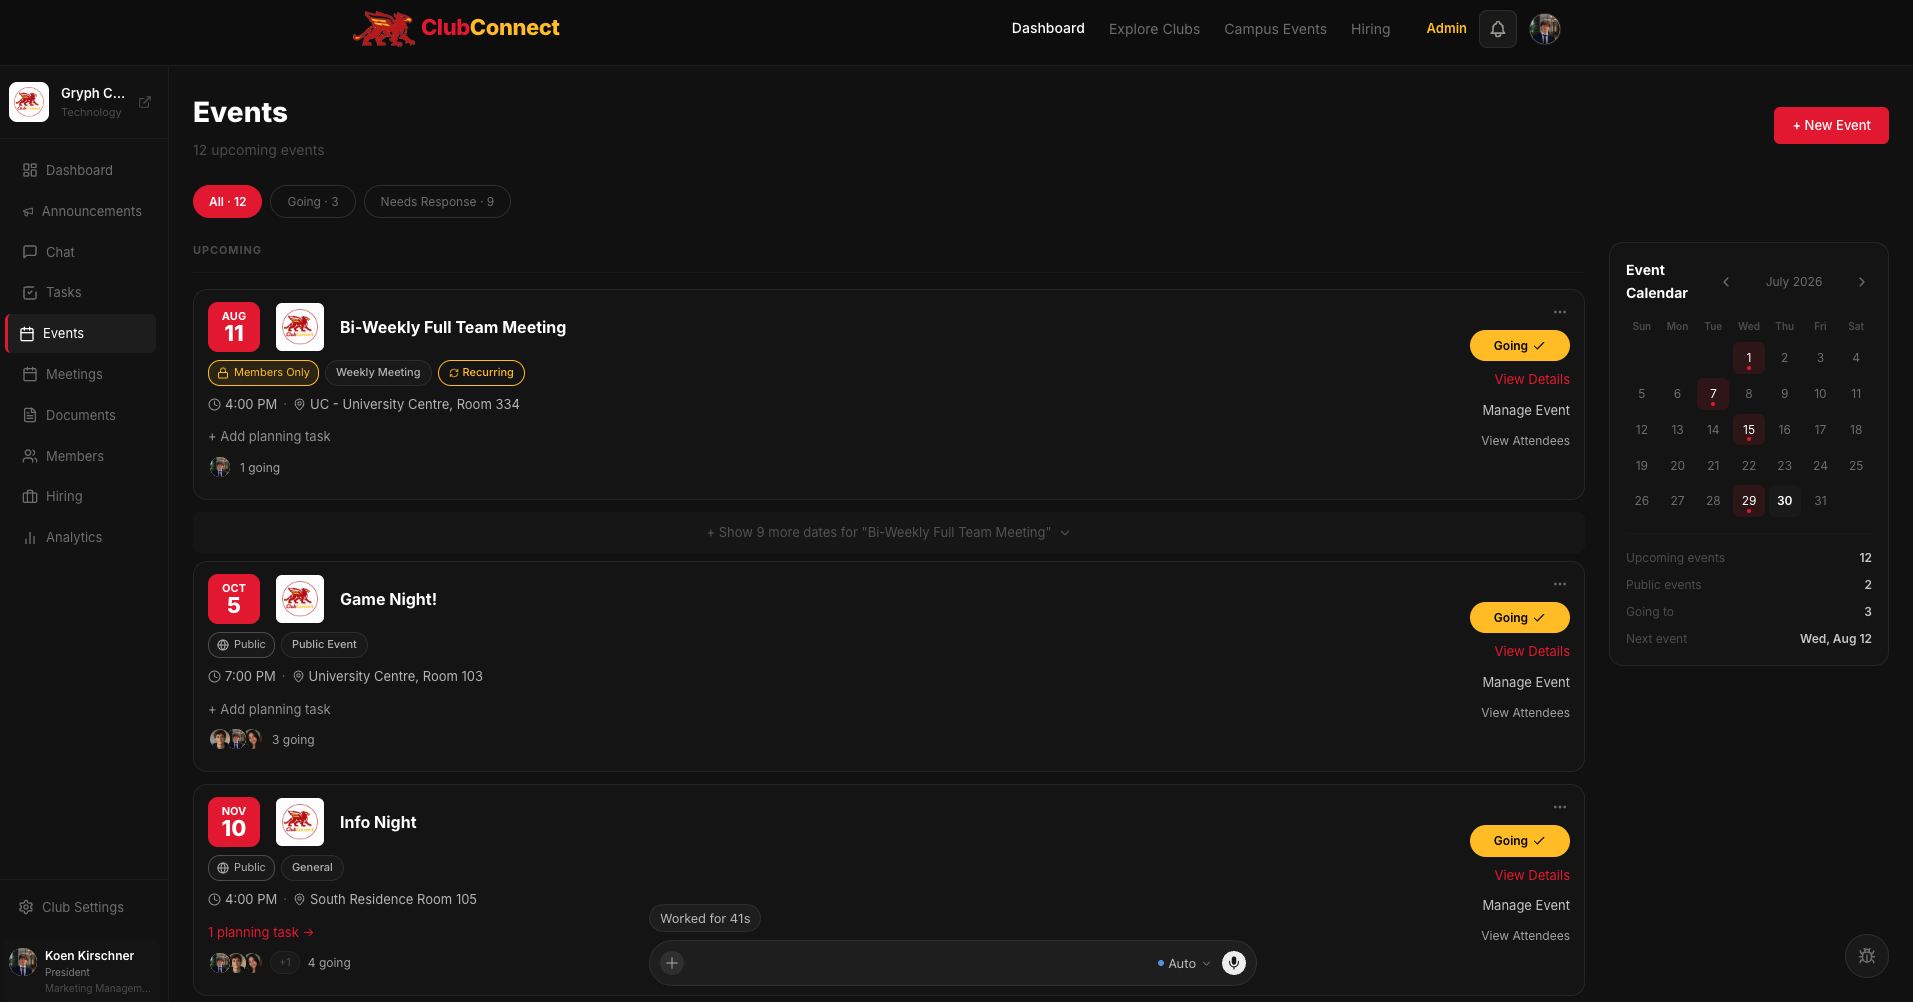 ClubConnect
Dashboard
Explore Clubs
Campus Events
Hiring
Admin
Gryph C...
Technology
Dashboard
Announcements
Chat
Tasks
Events
Meetings
Documents
Members
Hiring
Analytics
Club Settings
Koen Kirschner
President
Marketing Managem...
Events
12 upcoming events
+ New Event
All · 12
Going · 3
Needs Response · 9
UPCOMING
AUG
11
ClubConnect
Bi-Weekly Full Team Meeting
Members Only
Weekly Meeting
Recurring
4:00 PM · UC - University Centre, Room 334
+ Add planning task
1 going
...
Going ✓
View Details
Manage Event
View Attendees
+ Show 9 more dates for "Bi-Weekly Full Team Meeting"
OCT
5
ClubConnect
Game Night!
Public
Public Event
7:00 PM · University Centre, Room 103
+ Add planning task
3 going
...
Going ✓
View Details
Manage Event
View Attendees
NOV
10
ClubConnect
Info Night
Public
General
4:00 PM · South Residence Room 105
1 planning task →
+1
4 going
...
Going ✓
View Details
Manage Event
View Attendees
Worked for 41s
+
Auto
Event
Calendar
July 2026
Sun Mon Tue Wed Thu Fri Sat
1 2 3 4
5 6 7 8 9 10 11
12 13 14 15 16 17 18
19 20 21 22 23 24 25
26 27 28 29 30 31
Upcoming events 12
Public events 2
Going to 3
Next event Wed, Aug 12